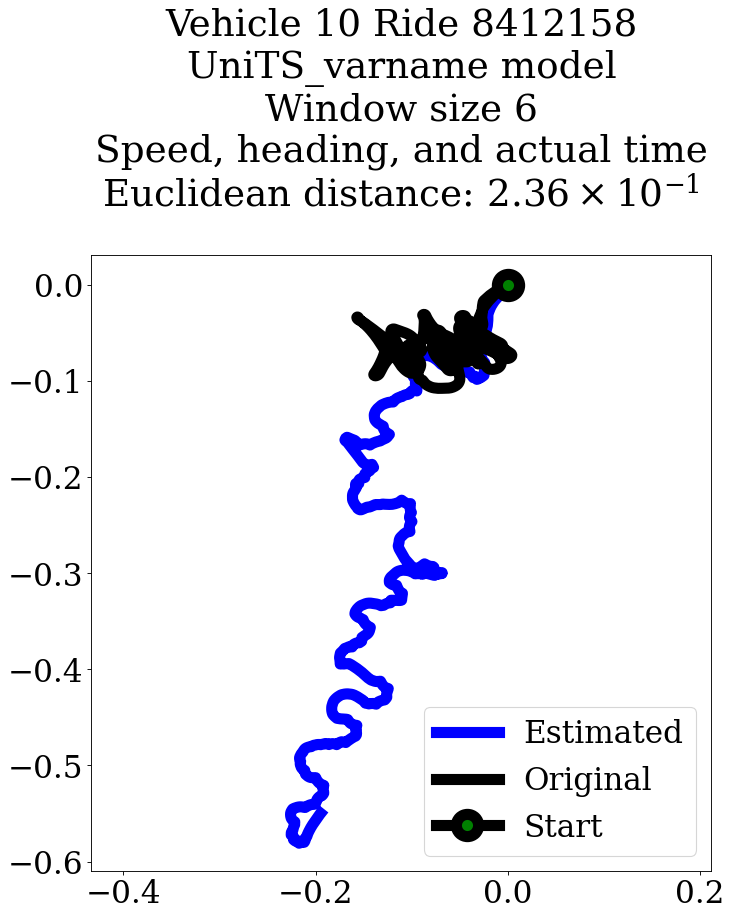 Vehicle 10 Ride 8412158
UniTS_varname model
Window size 6
Speed, heading, and actual time
Euclidean distance: 2.36 × 10⁻¹
0.0
−0.1
−0.2
−0.3
−0.4
−0.5
−0.6
−0.4
−0.2
0.0
0.2
Estimated
Original
Start